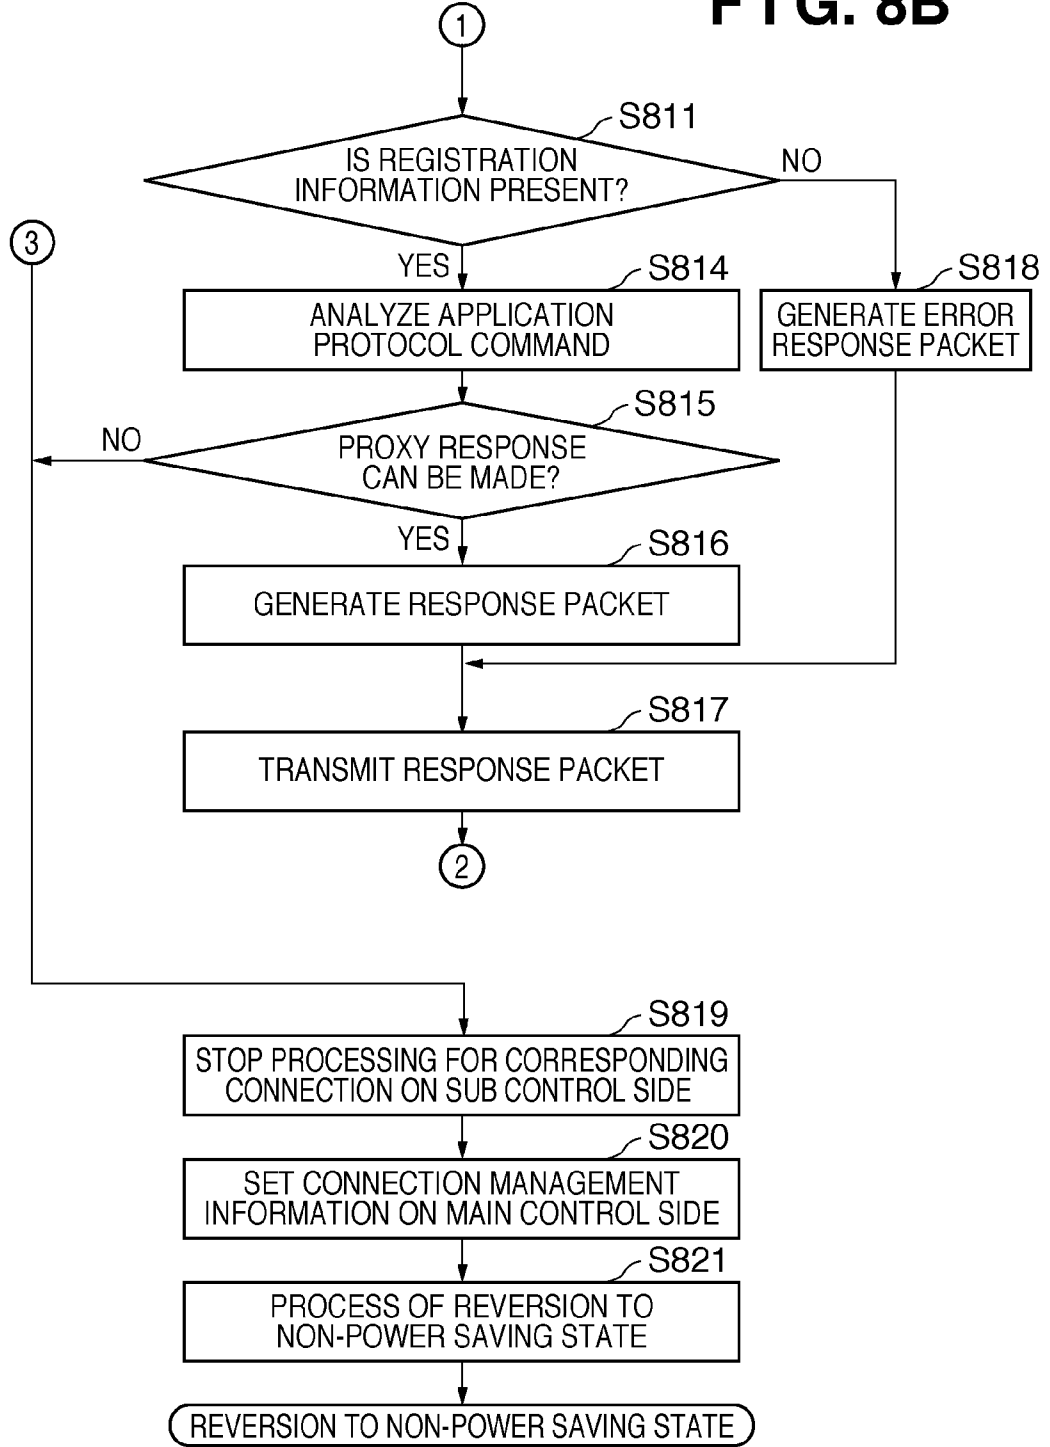 FIG. 8B
1
S811
IS REGISTRATION
INFORMATION PRESENT?
NO
3
YES
S814
S818
ANALYZE APPLICATION
PROTOCOL COMMAND
GENERATE ERROR
RESPONSE PACKET
S815
NO
PROXY RESPONSE
CAN BE MADE?
YES
S816
GENERATE RESPONSE PACKET
S817
TRANSMIT RESPONSE PACKET
2
S819
STOP PROCESSING FOR CORRESPONDING
CONNECTION ON SUB CONTROL SIDE
S820
SET CONNECTION MANAGEMENT
INFORMATION ON MAIN CONTROL SIDE
S821
PROCESS OF REVERSION TO
NON-POWER SAVING STATE
REVERSION TO NON-POWER SAVING STATE